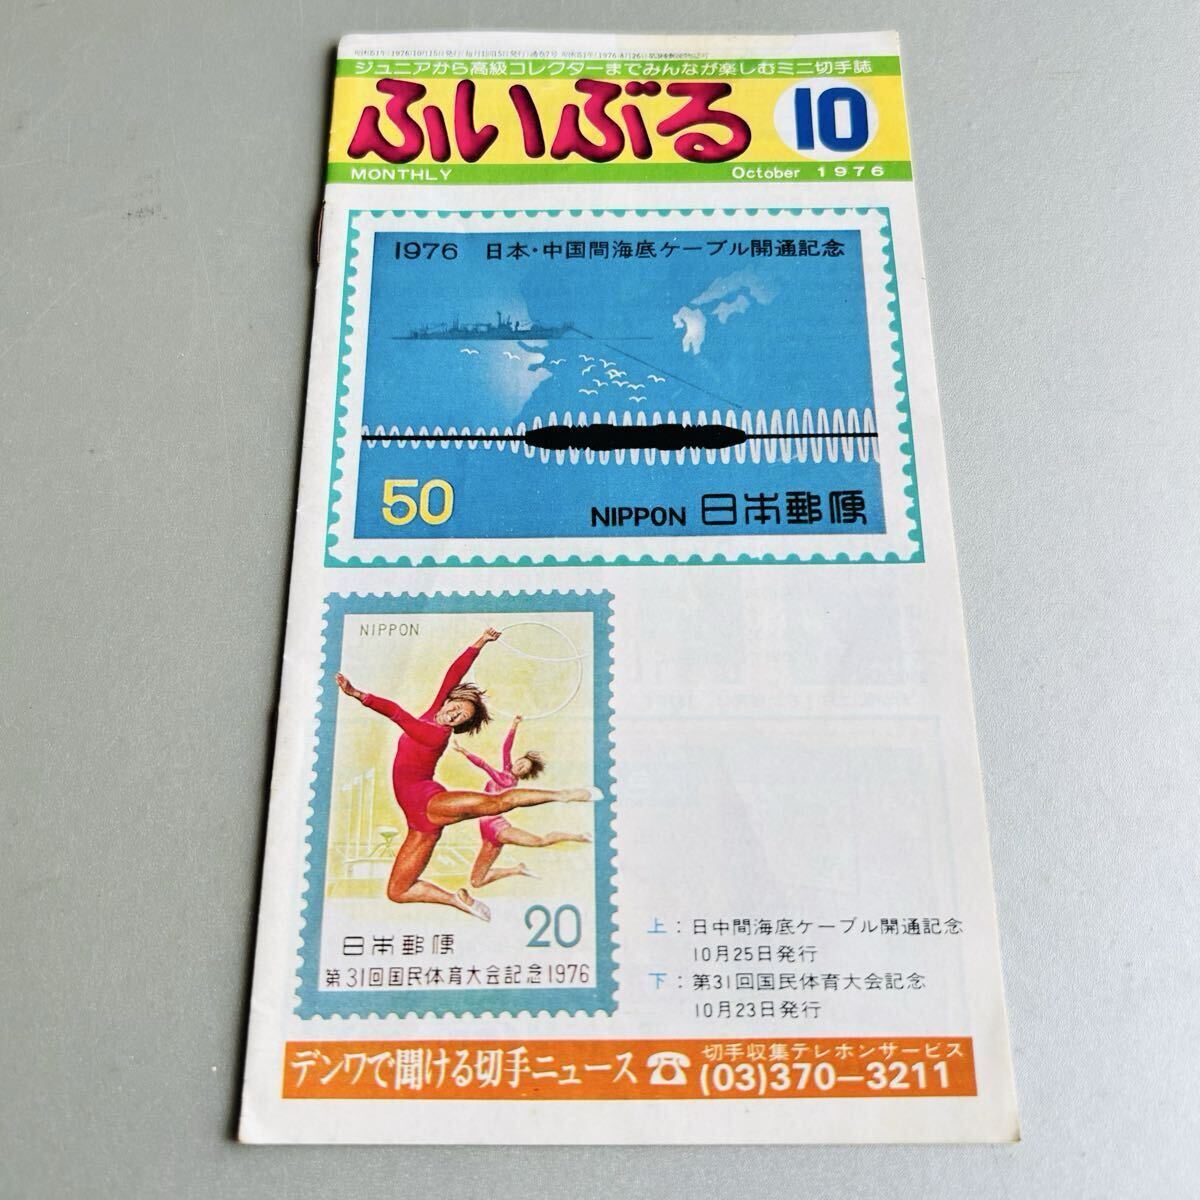 ジュニアから高級コレクターまでみんなが楽しむミニ切手誌
ふいぶる 10
MONTHLY October 1976
1976 日本・中国間海底ケーブル開通記念
50 NIPPON 日本郵便
NIPPON
20
日本郵便
第31回国民体育大会記念1976
上：日中間海底ケーブル開通記念
10月25日発行
下：第31回国民体育大会記念
10月23日発行
デンワで聞ける切手ニュース ☎ 切手収集テレホンサービス
(03)370-3211